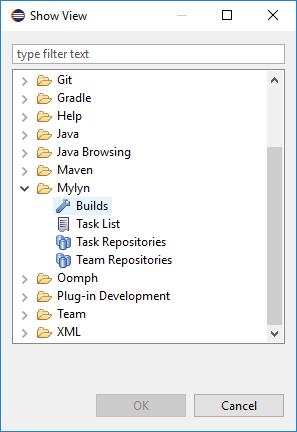 Show View
type filter text
Git
Gradle
Help
Java
Java Browsing
Maven
Mylyn
Builds
Task List
Task Repositories
Team Repositories
Oomph
Plug-in Development
Team
XML
OK
Cancel